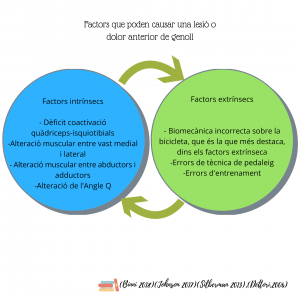 Factors que poden causar una lesió o
dolor anterior de genoll
Factors intrínsecs
- Dèficit coactivació
quàdriceps-isquiotibials
-Alteració muscular entre vast medial
i lateral
- Alteració muscular entre abductors i
adductors
-Alteració de l'Angle Q
Factors extrínsecs
- Biomecànica incorrecta sobre la
bicicleta, que és la que més destaca,
dins els factors extrínseca
-Errors de tècnica de pedaleig
-Errors d'entrenament
(Bini 2018)(Johnson 2017)(Silberman 2013).(Dettori,2006)